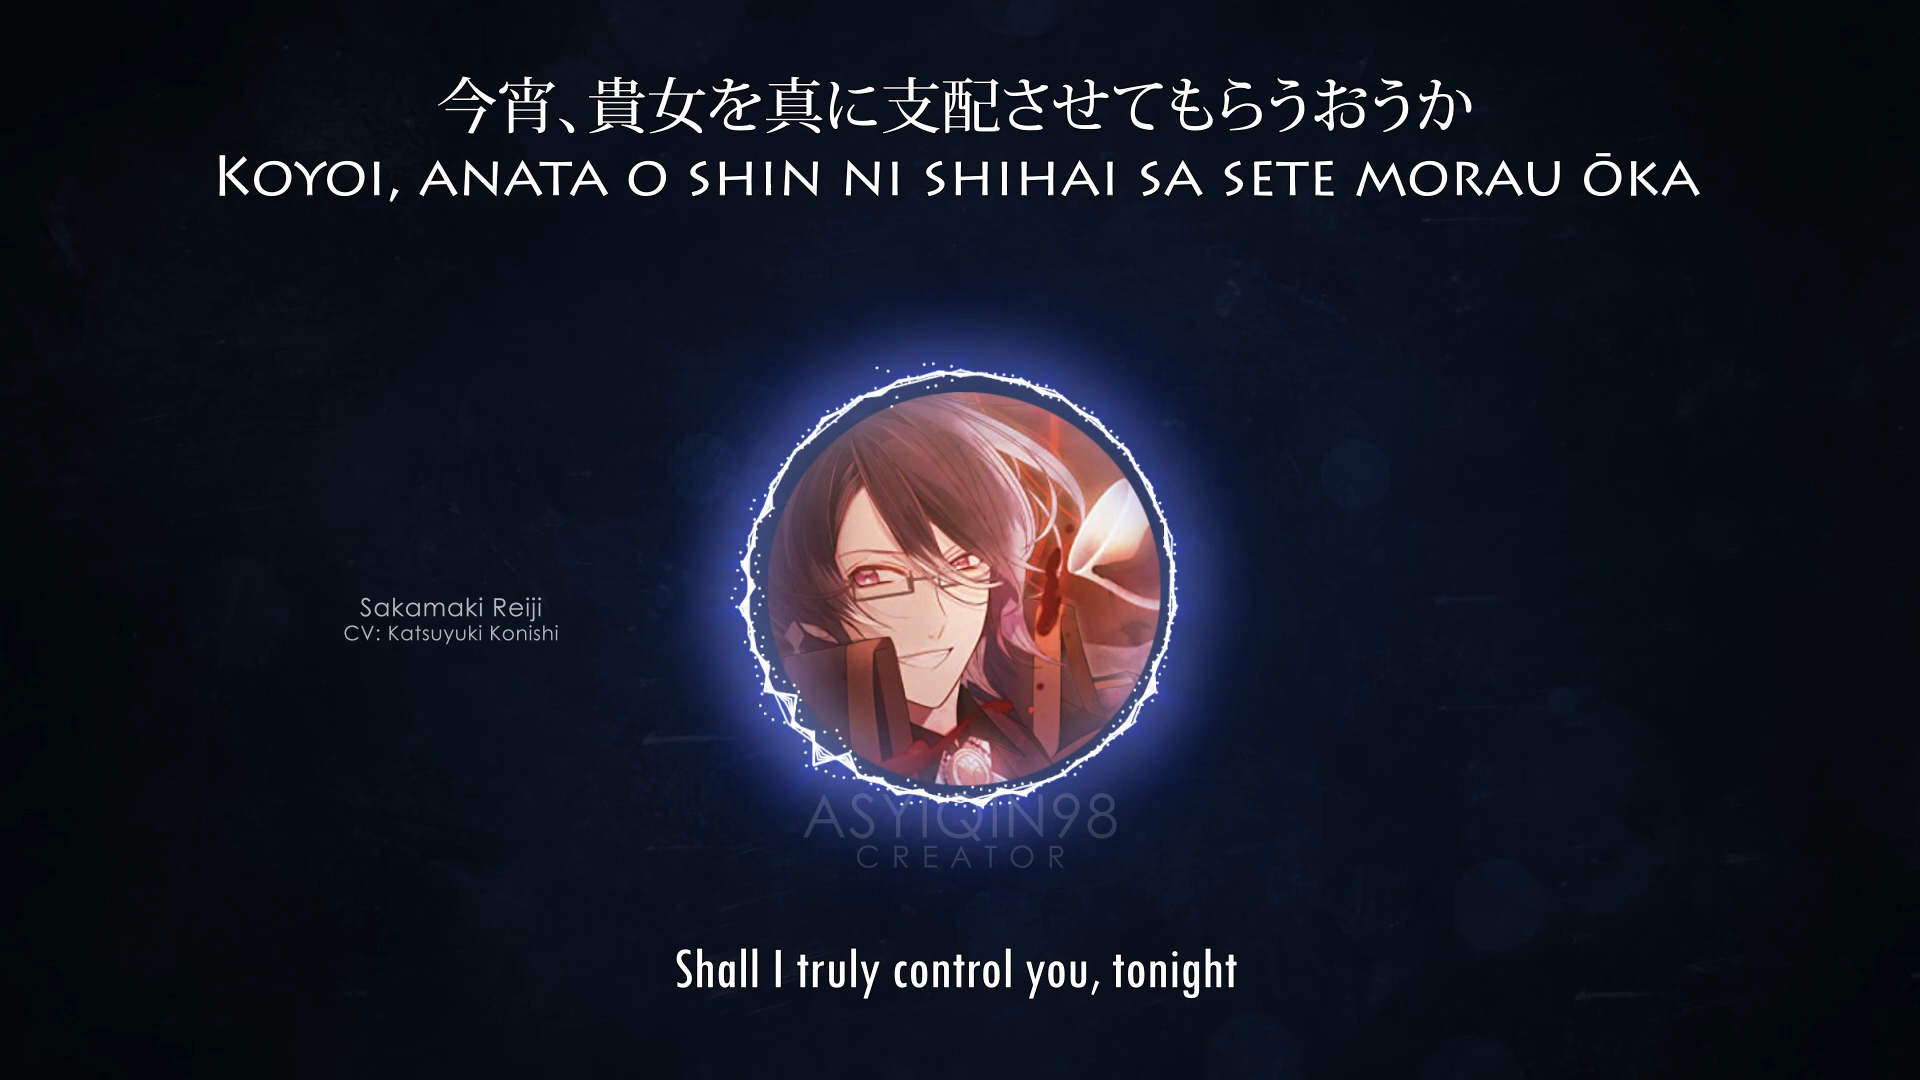 今宵、貴女を真に支配させてもらうおうか
Koyoi, anata o shin ni shihai sa sete morau ōka
Sakamaki Reiji
CV: Katsuyuki Konishi
ASYIQIN98
CREATOR
Shall I truly control you, tonight